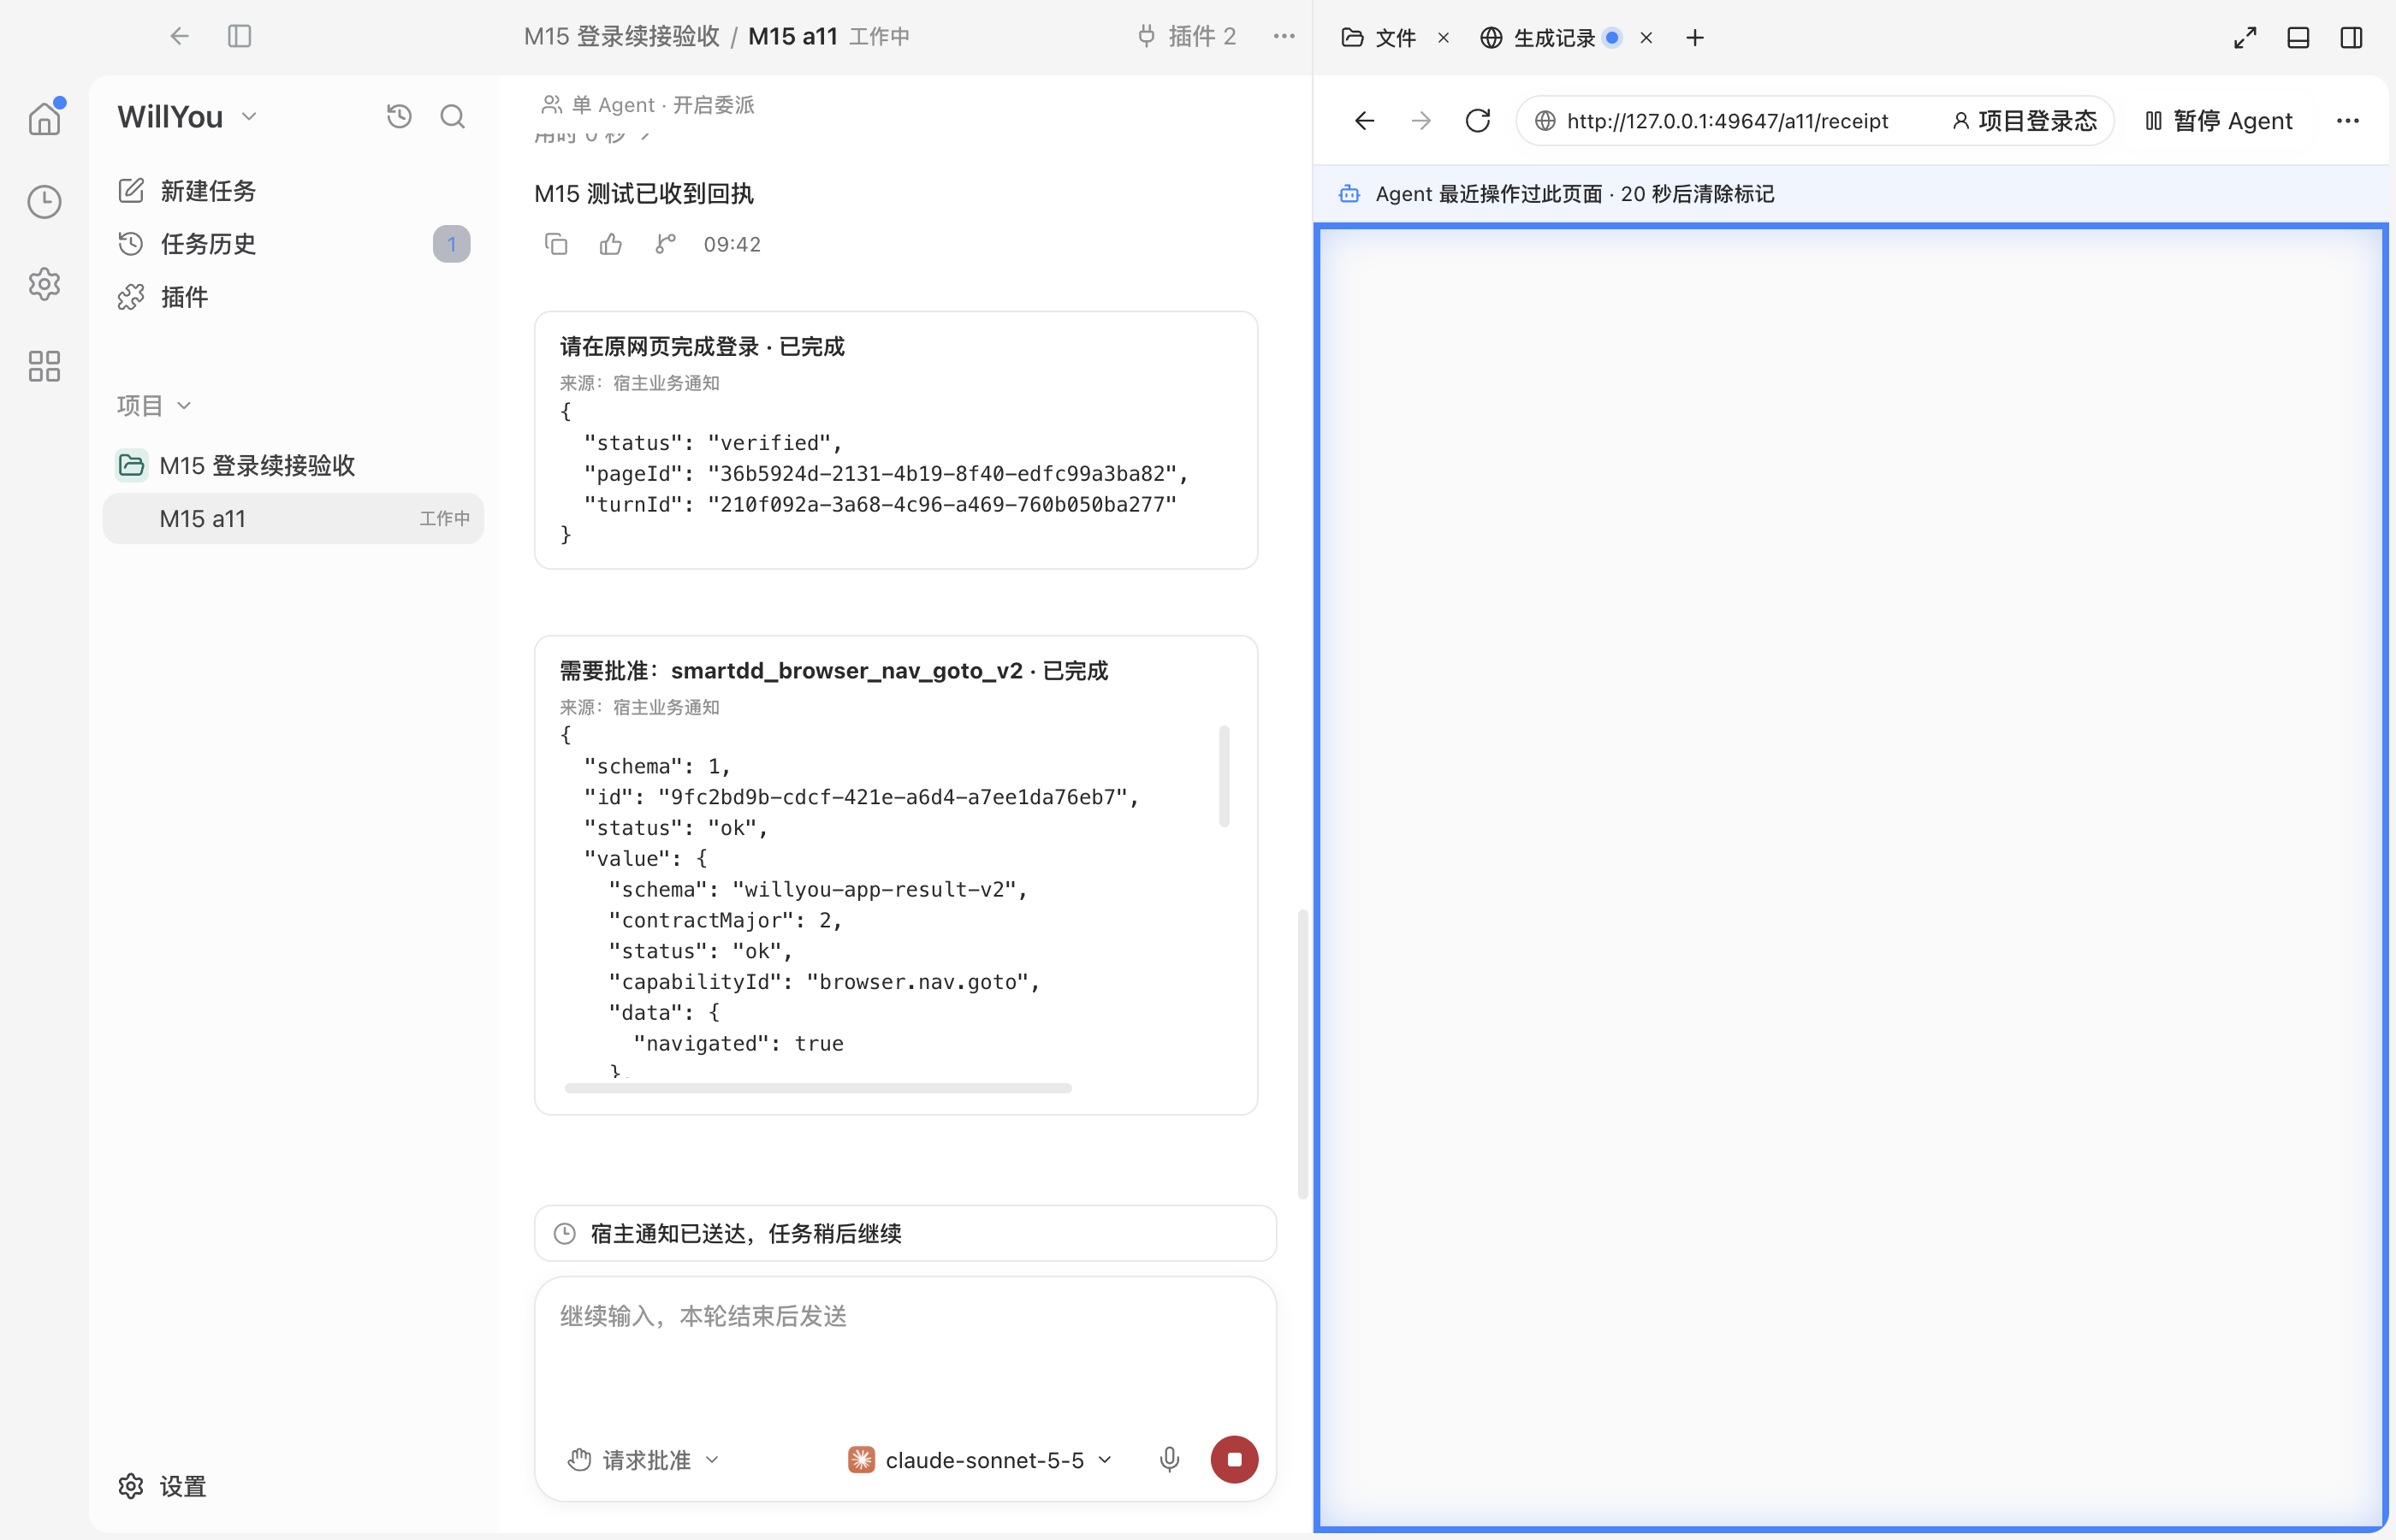 M15 登录续接验收 / M15 a11 工作中
插件 2
文件
生成记录
WillYou
新建任务
任务历史
1
插件
项目
M15 登录续接验收
M15 a11
工作中
设置
单 Agent · 开启委派
用时 0 秒
M15 测试已收到回执
09:42
请在原网页完成登录 · 已完成
来源：宿主业务通知
{
"status": "verified",
"pageId": "36b5924d-2131-4b19-8f40-edfc99a3ba82",
"turnId": "210f092a-3a68-4c96-a469-760b050ba277"
}
需要批准：smartdd_browser_nav_goto_v2 · 已完成
来源：宿主业务通知
{
"schema": 1,
"id": "9fc2bd9b-cdcf-421e-a6d4-a7ee1da76eb7",
"status": "ok",
"value": {
"schema": "willyou-app-result-v2",
"contractMajor": 2,
"status": "ok",
"capabilityId": "browser.nav.goto",
"data": {
"navigated": true
}
宿主通知已送达，任务稍后继续
继续输入，本轮结束后发送
请求批准
claude-sonnet-5-5
http://127.0.0.1:49647/a11/receipt
项目登录态
暂停 Agent
Agent 最近操作过此页面 · 20 秒后清除标记